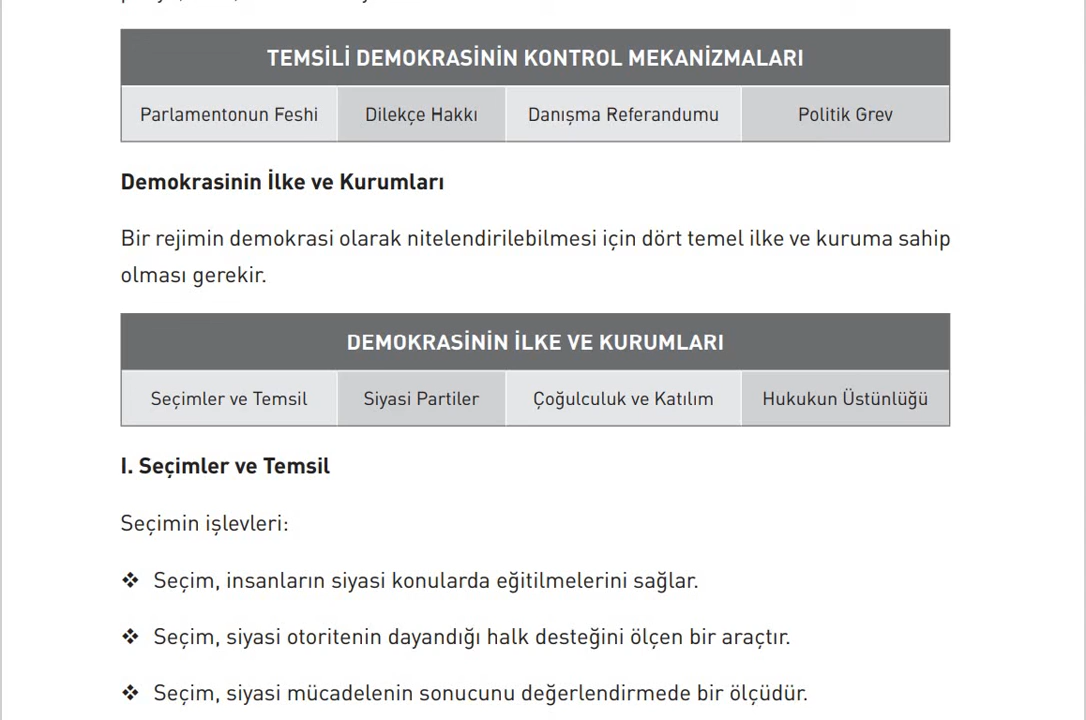 TEMSİLİ DEMOKRASİNİN KONTROL MEKANİZMALARI
Parlamentonun Feshi Dilekçe Hakkı Danışma Referandumu Politik Grev
Demokrasinin İlke ve Kurumları
Bir rejimin demokrasi olarak nitelendirilebilmesi için dört temel ilke ve kuruma sahip
olması gerekir.
DEMOKRASİNİN İLKE VE KURUMLARI
Seçimler ve Temsil Siyasi Partiler Çoğulculuk ve Katılım Hukukun Üstünlüğü
I. Seçimler ve Temsil
Seçimin işlevleri:
❖ Seçim, insanların siyasi konularda eğitilmelerini sağlar.
❖ Seçim, siyasi otoritenin dayandığı halk desteğini ölçen bir araçtır.
❖ Seçim, siyasi mücadelenin sonucunu değerlendirmede bir ölçüdür.